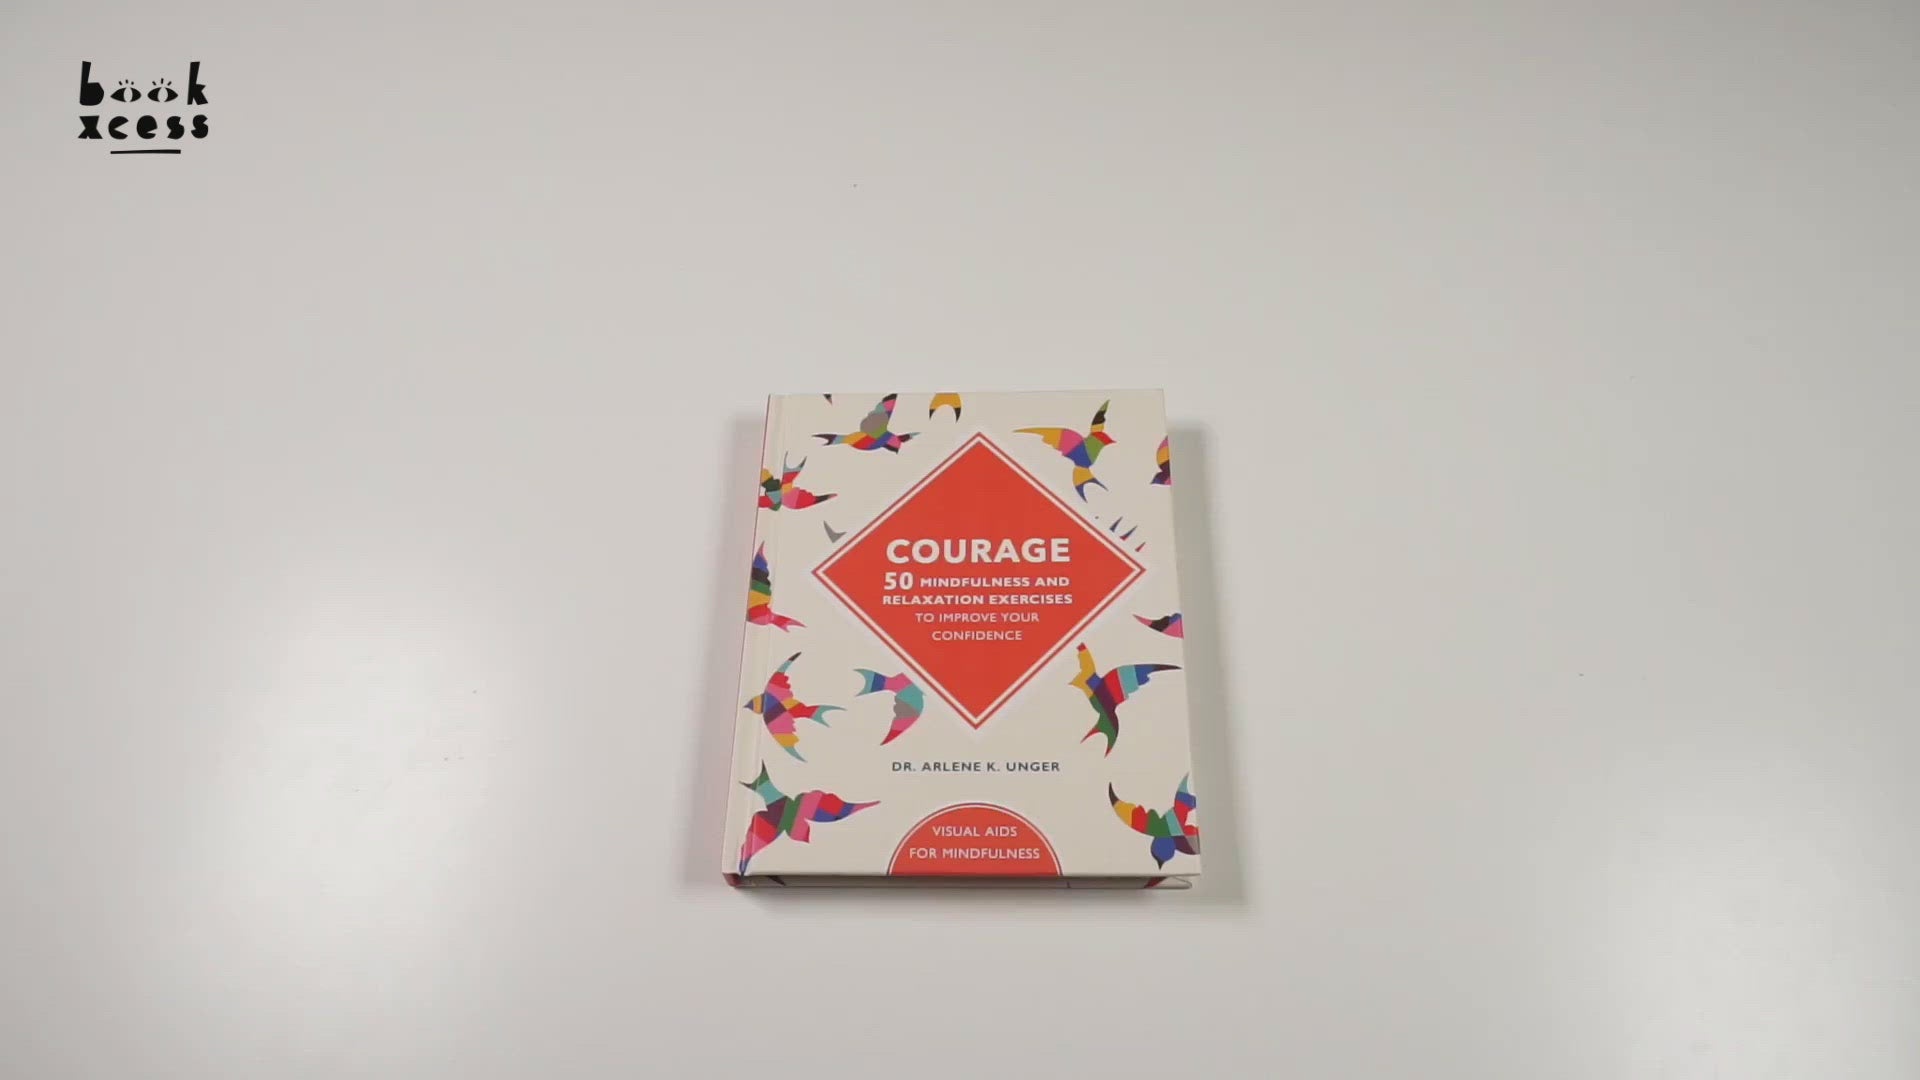 book
xcess
COURAGE
50 MINDFULNESS AND
RELAXATION EXERCISES
TO IMPROVE YOUR
CONFIDENCE
DR. ARLENE K. UNGER
VISUAL AIDS
FOR MINDFULNESS